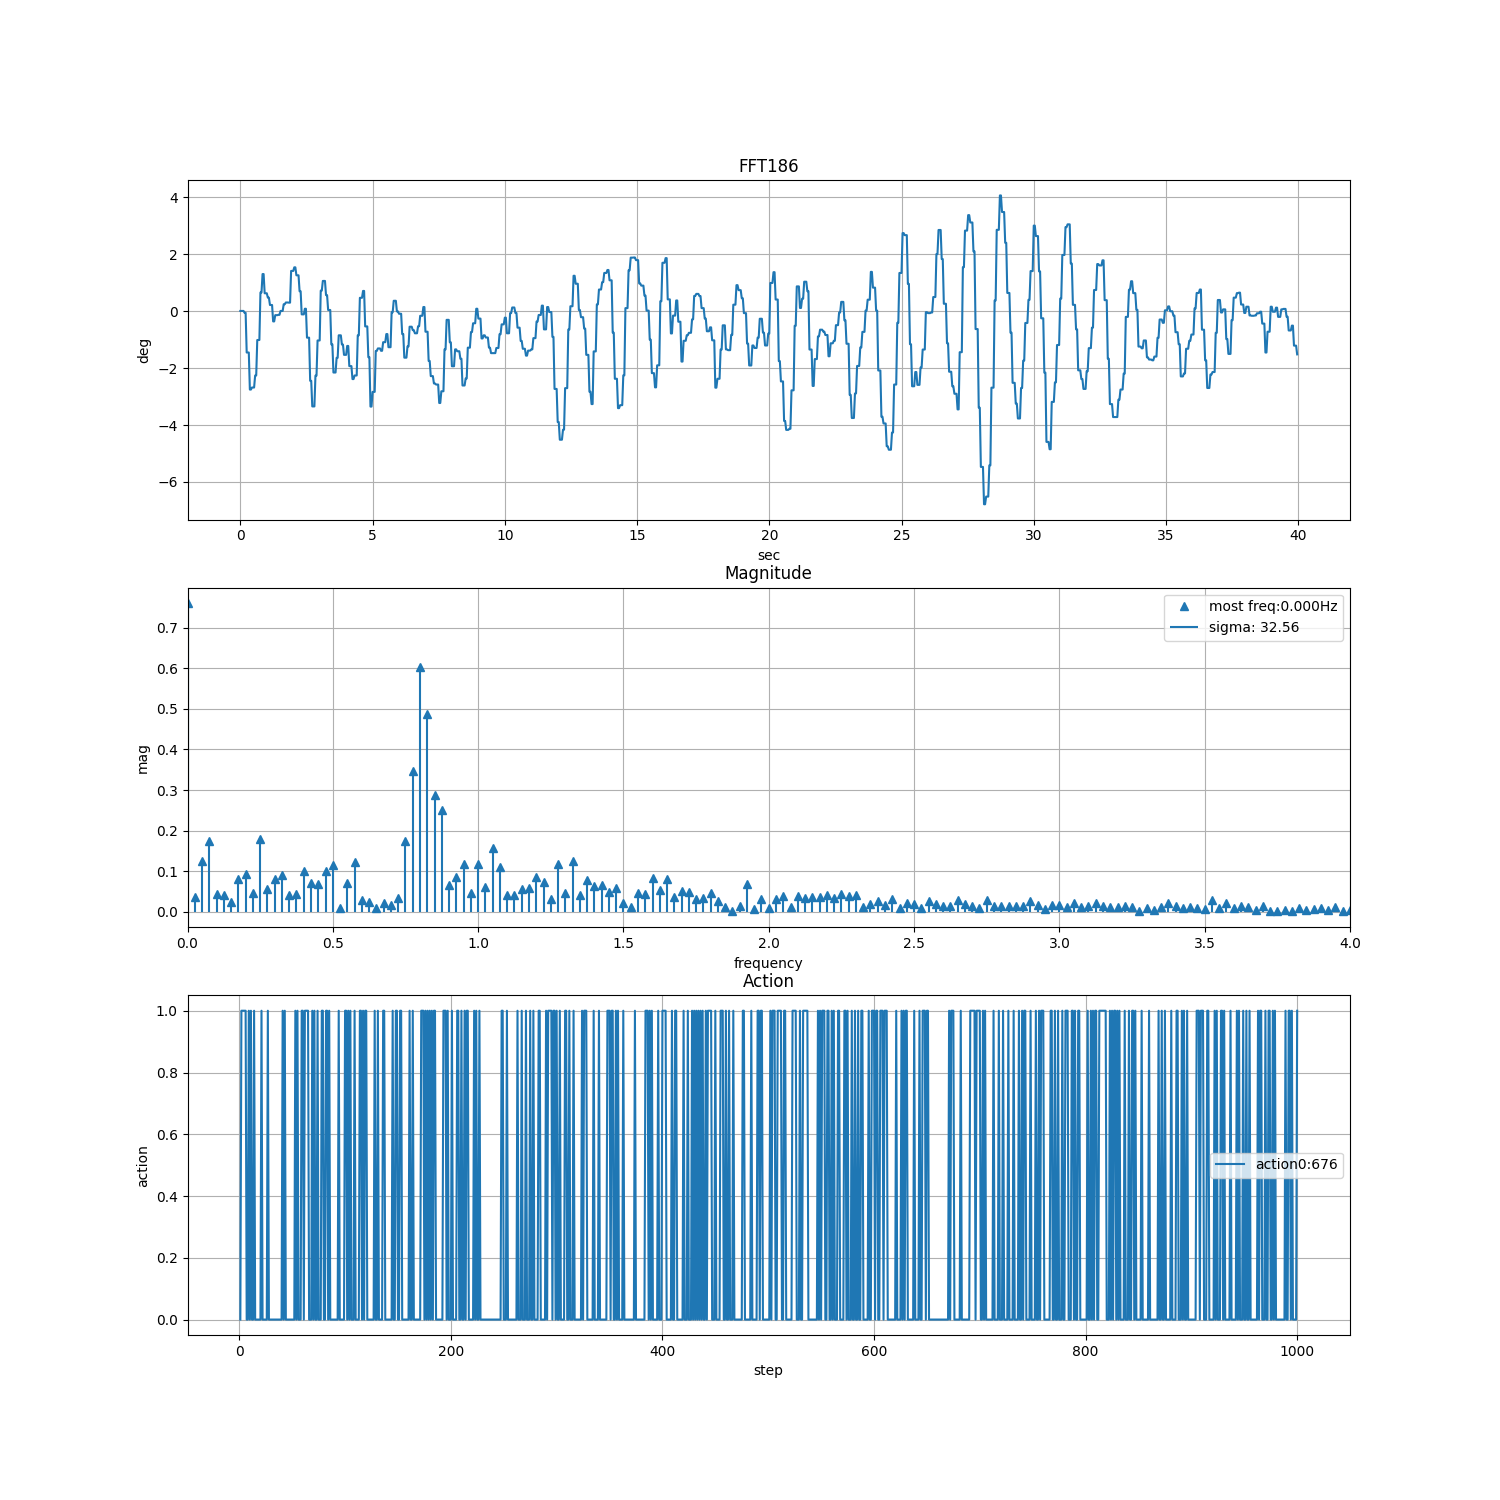 FFT186
4
2
0
−2
−4
−6
deg
0 5 10 15 20 25 30 35 40
sec
Magnitude
0.7
0.6
0.5
0.4
0.3
0.2
0.1
0.0
mag
most freq:0.000Hz
sigma: 32.56
0.0 0.5 1.0 1.5 2.0 2.5 3.0 3.5 4.0
frequency
Action
1.0
0.8
0.6
0.4
0.2
0.0
action
action0:676
0 200 400 600 800 1000
step